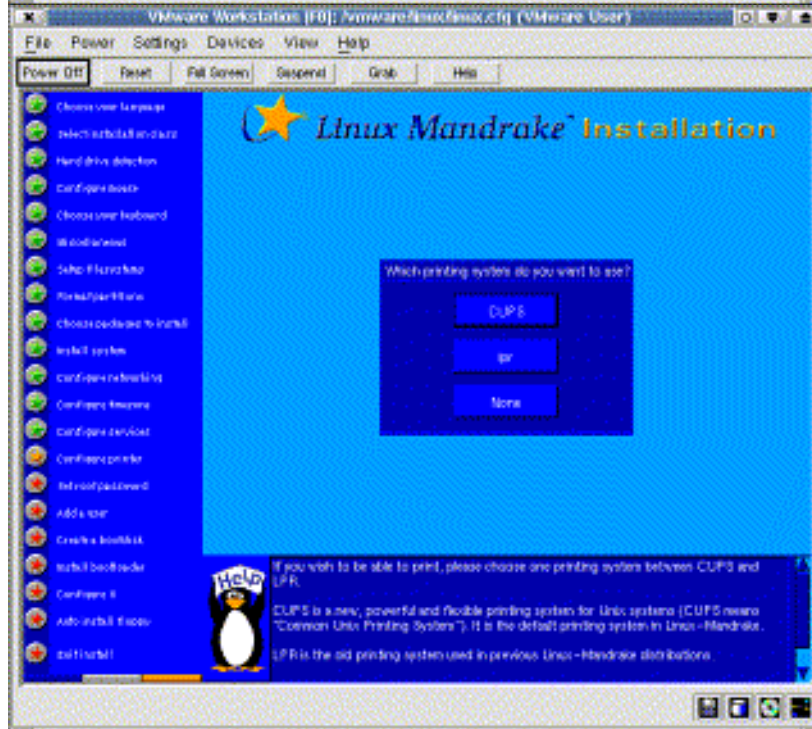 VMware Workstation [F0]: /vmware/linux/linux.cfg (VMware User)
File Power Settings Devices View Help
Power Off Reset Full Screen Suspend Grab Help
Linux Mandrake Installation
Choose your language
Select installation class
Hard drive detection
Configure mouse
Choose your keyboard
Miscellaneous
Setup filesystems
Format partitions
Choose packages to install
Install system
Configure networking
Configure timezone
Configure services
Configure printer
Set root password
Add a user
Create a bootdisk
Install bootloader
Configure X
Auto install floppy
Exit install
Which printing system do you want to use?
CUPS
lpr
None
Help
If you wish to be able to print, please choose one printing system between CUPS and
LPR.
CUPS is a new, powerful and flexible printing system for Unix systems (CUPS means
"Common Unix Printing System"). It is the default printing system in Linux-Mandrake.
LPR is the old printing system used in previous Linux-Mandrake distributions.